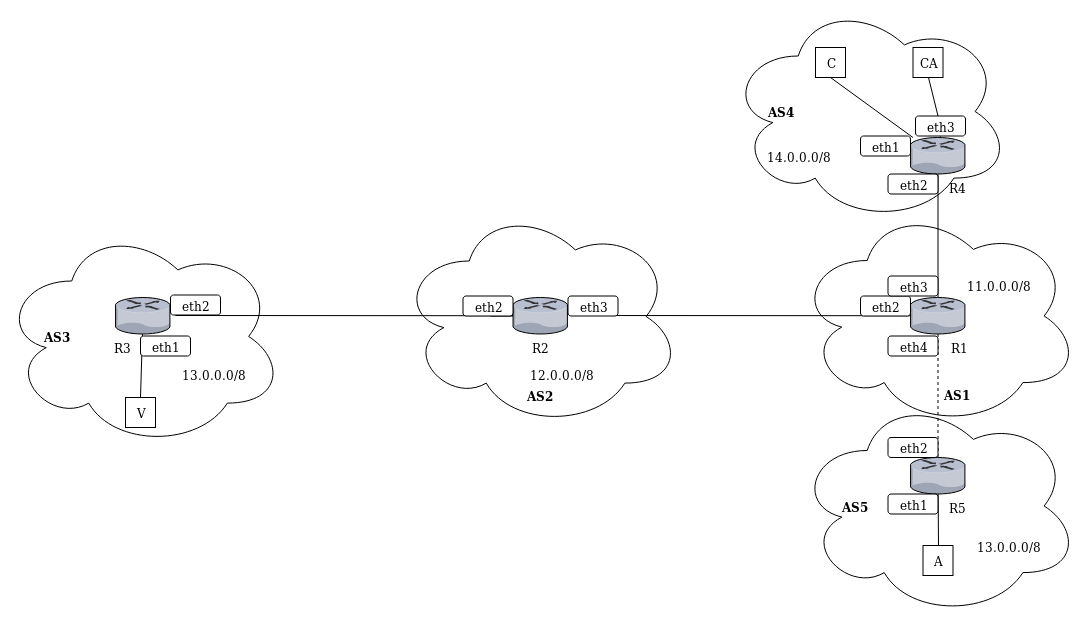 C
CA
AS4
eth3
eth1
14.0.0.0/8
eth2
R4
eth3
11.0.0.0/8
eth2
eth2
eth2
eth3
AS3
R3
eth1
R2
eth4
R1
13.0.0.0/8
12.0.0.0/8
AS2
AS1
V
eth2
AS5
eth1
R5
13.0.0.0/8
A